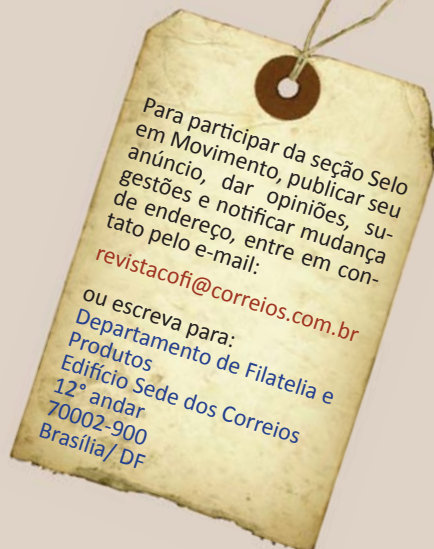 Para participar da seção Selo
em Movimento, publicar seu
anúncio, dar opiniões, su-
gestões e notificar mudança
de endereço, entre em con-
tato pelo e-mail:
revistacofi@correios.com.br
ou escreva para:
Departamento de Filatelia e
Produtos
Edifício Sede dos Correios
12° andar
70002-900
Brasília/ DF